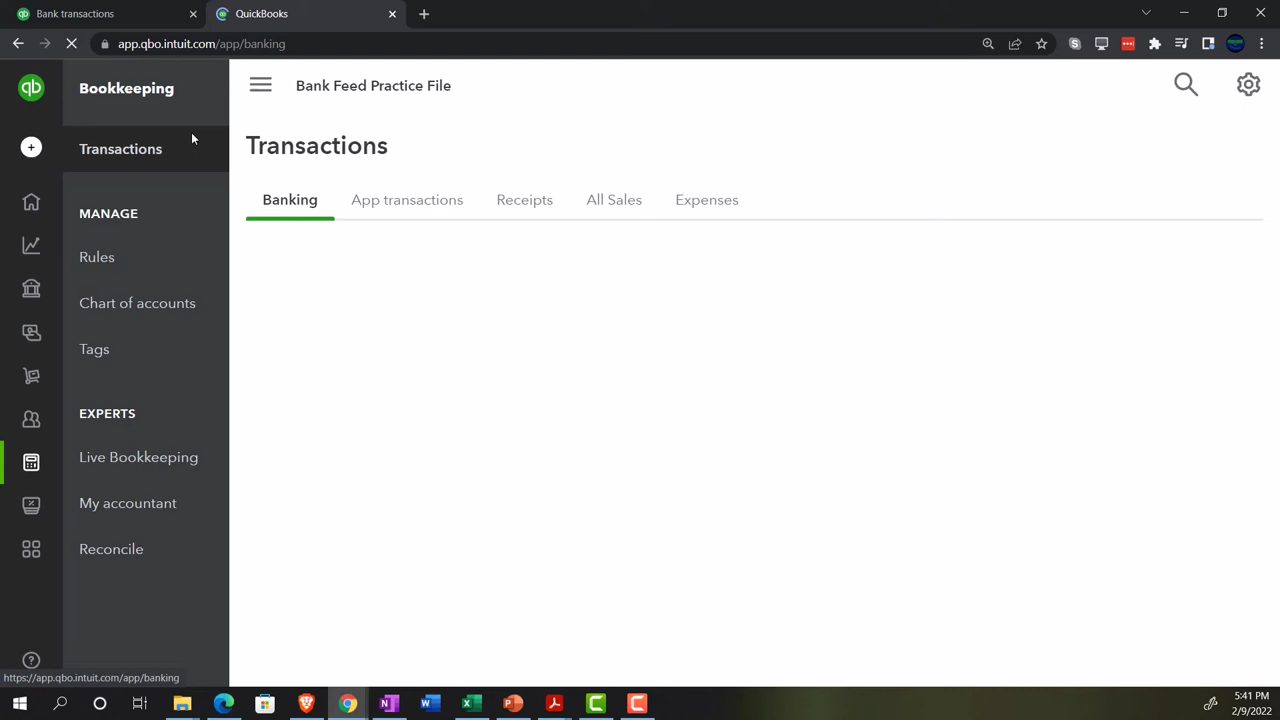 Bank transactions
QuickBooks
app.qbo.intuit.com/app/banking
qb
Bookkeeping
Bank Feed Practice File
Transactions
Transactions
Banking
App transactions
Receipts
All Sales
Expenses
MANAGE
Rules
Chart of accounts
Tags
EXPERTS
Live Bookkeeping
My accountant
Reconcile
https://app.qbo.intuit.com/app/banking
5:41 PM
2/9/2022